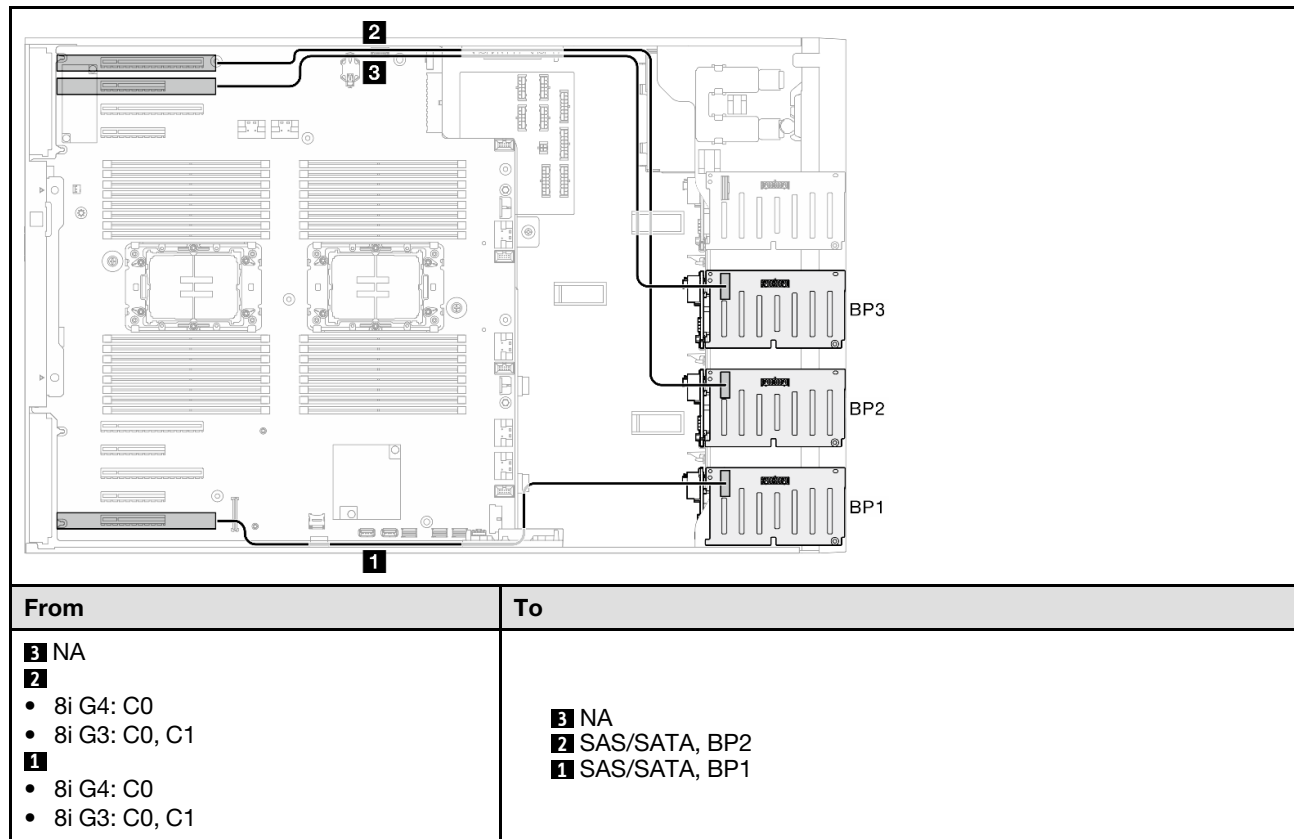 2
3
BP3
BP2
BP1
1
From
To
3 NA
2
• 8i G4: C0
• 8i G3: C0, C1
1
• 8i G4: C0
• 8i G3: C0, C1
3 NA
2 SAS/SATA, BP2
1 SAS/SATA, BP1